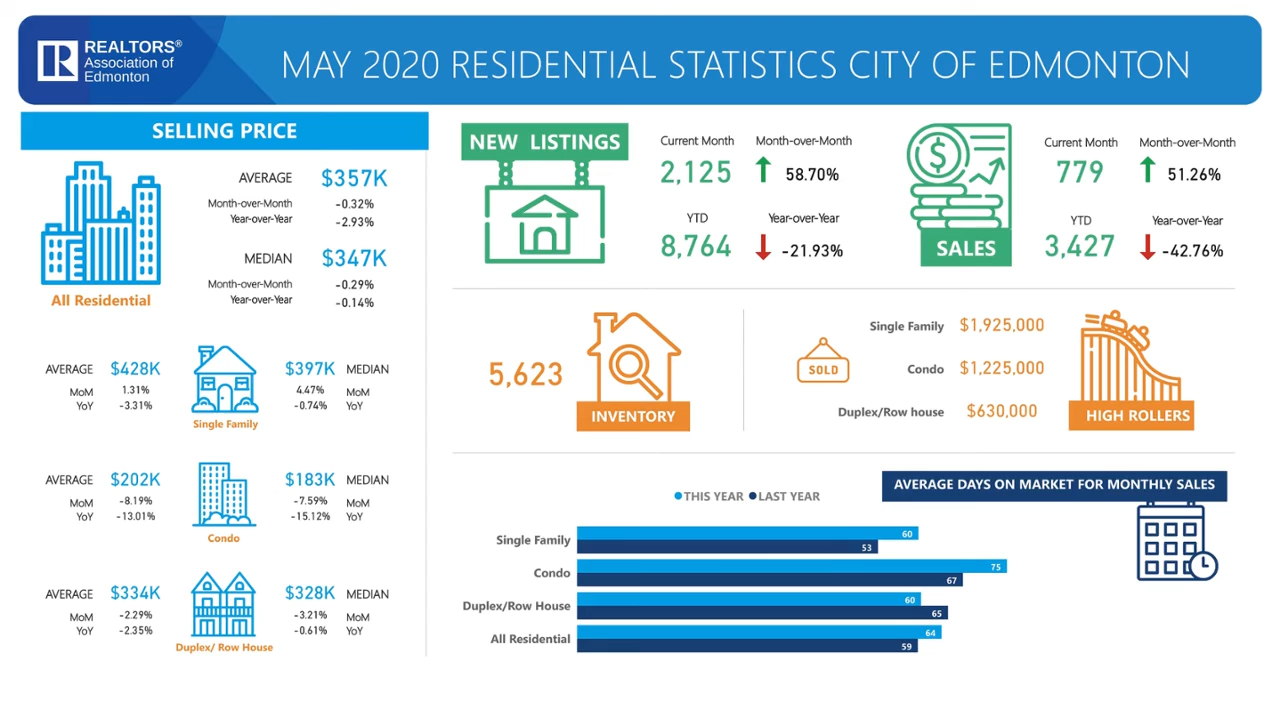 REALTORS®
Association of
Edmonton
MAY 2020 RESIDENTIAL STATISTICS CITY OF EDMONTON
SELLING PRICE
AVERAGE $357K
Month-over-Month -0.32%
Year-over-Year -2.93%
MEDIAN $347K
Month-over-Month -0.29%
Year-over-Year -0.14%
All Residential
AVERAGE $428K $397K MEDIAN
MoM 1.31% 4.47% MoM
YoY -3.31% -0.74% YoY
Single Family
AVERAGE $202K $183K MEDIAN
MoM -8.19% -7.59% MoM
YoY -13.01% -15.12% YoY
Condo
AVERAGE $334K $328K MEDIAN
MoM -2.29% -3.21% MoM
YoY -2.35% -0.61% YoY
Duplex/ Row House
NEW LISTINGS
Current Month Month-over-Month
2,125 58.70%
YTD Year-over-Year
8,764 -21.93%
SALES
Current Month Month-over-Month
779 51.26%
YTD Year-over-Year
3,427 -42.76%
5,623
INVENTORY
SOLD
Single Family $1,925,000
Condo $1,225,000
Duplex/Row house $630,000
HIGH ROLLERS
AVERAGE DAYS ON MARKET FOR MONTHLY SALES
THIS YEAR LAST YEAR
Single Family 60
53
Condo 75
67
Duplex/Row House 60
65
All Residential 64
59